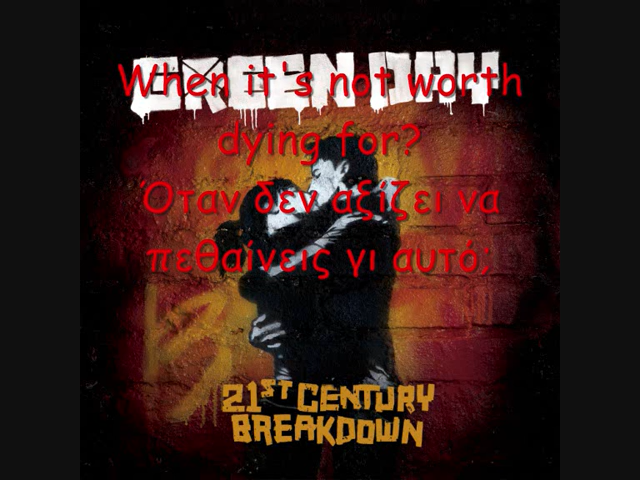 GREEN DAY
When it's not worth
dying for?
Όταν δεν αξίζει να
πεθαίνεις γι αυτό;
21ST CENTURY
BREAKDOWN